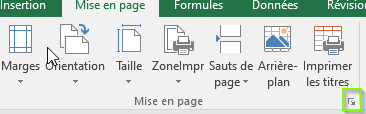 Insertion Mise en page Formules Données Révisio
Marges Orientation Taille ZoneImpr Sauts de page Arrière-plan Imprimer les titres
Mise en page